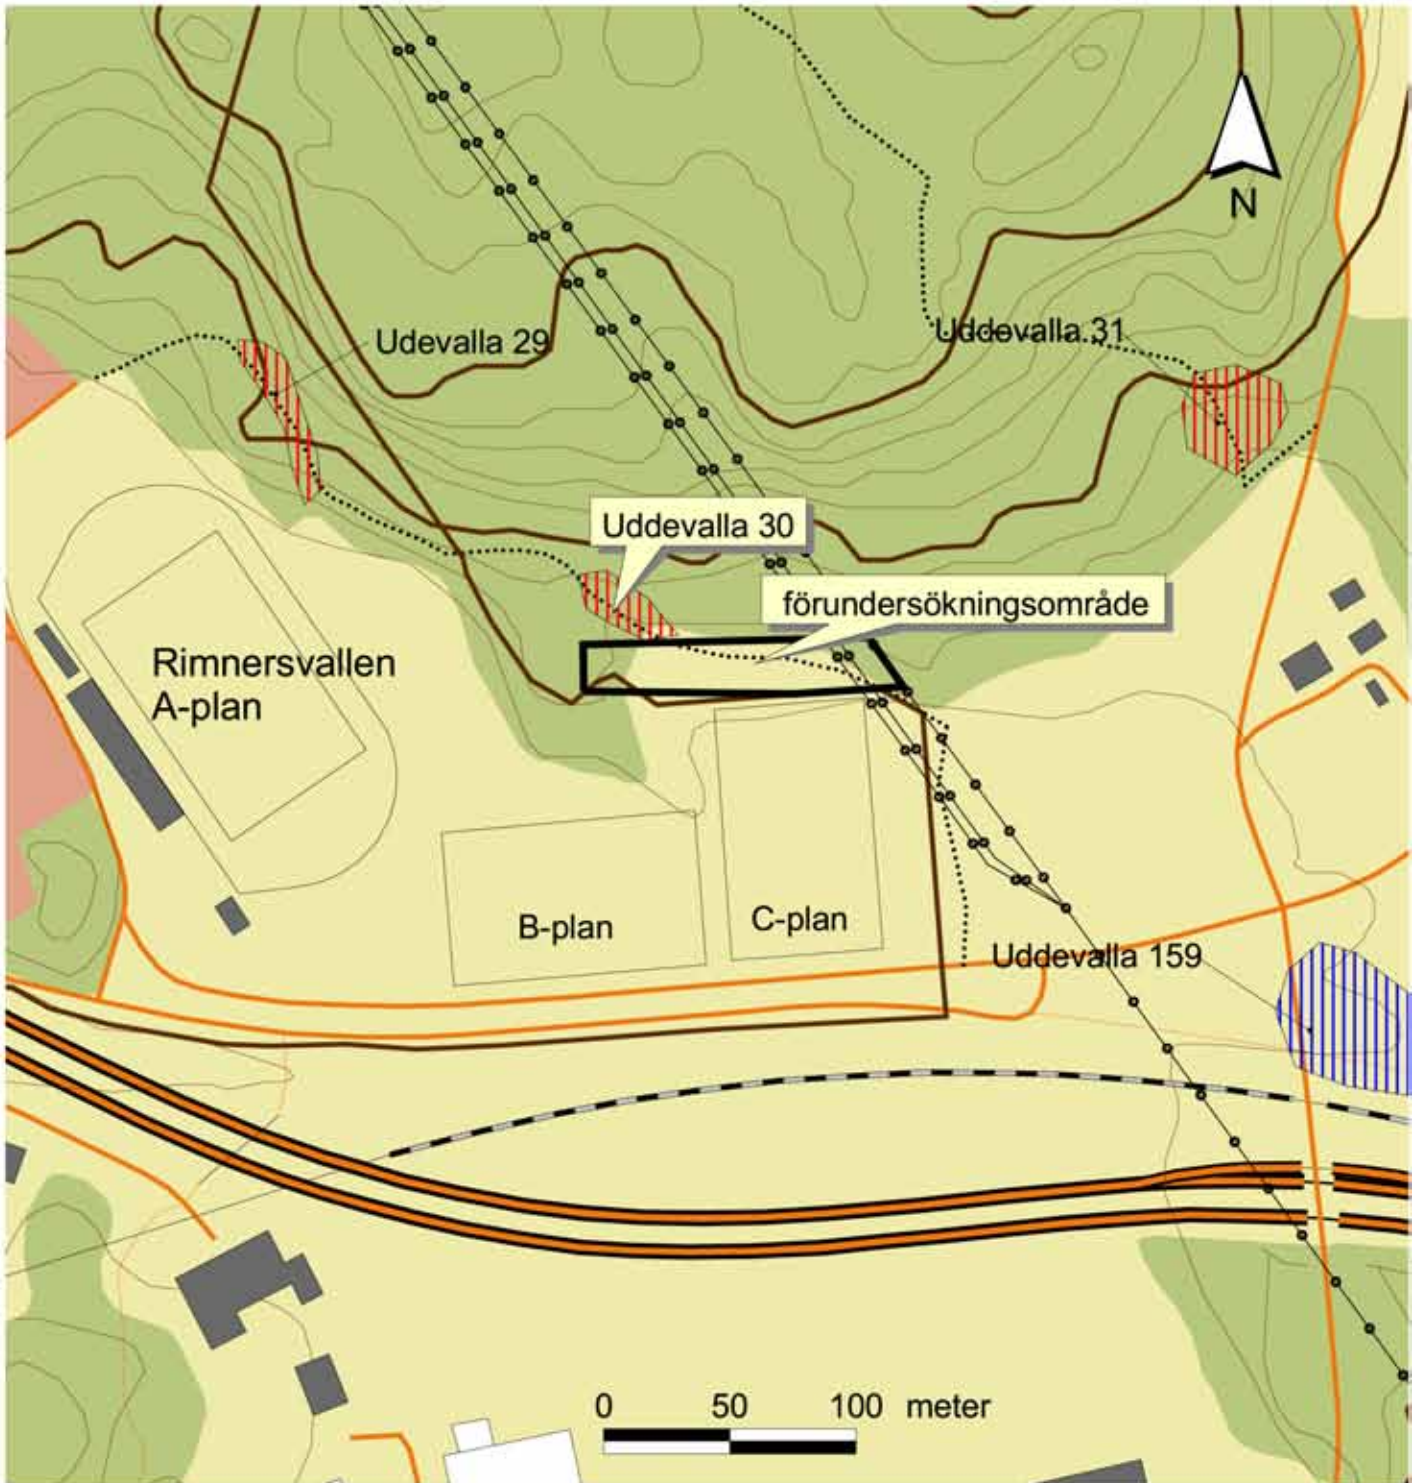 N
Udevalla 29
Uddevalla 31
Uddevalla 30
förundersökningsområde
Rimnersvallen
A-plan
B-plan
C-plan
Uddevalla 159
0 50 100 meter